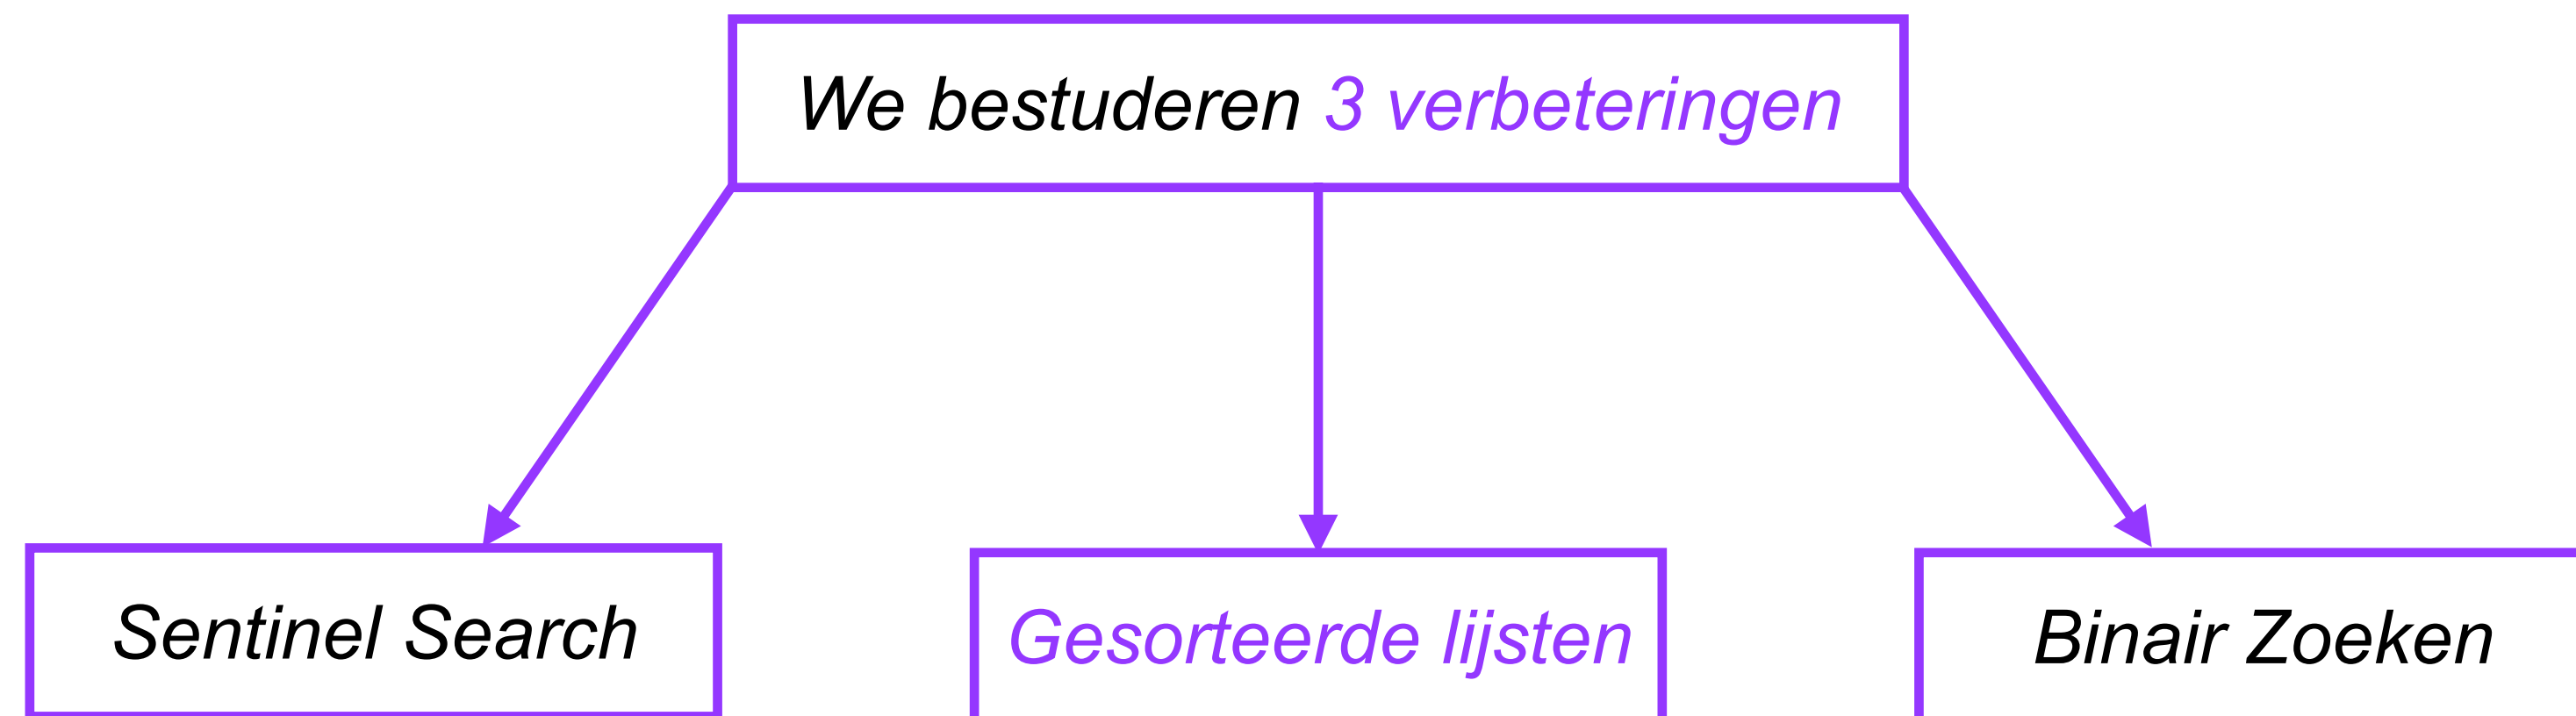 We bestuderen 3 verbeteringen
Sentinel Search
Gesorteerde lijsten
Binair Zoeken